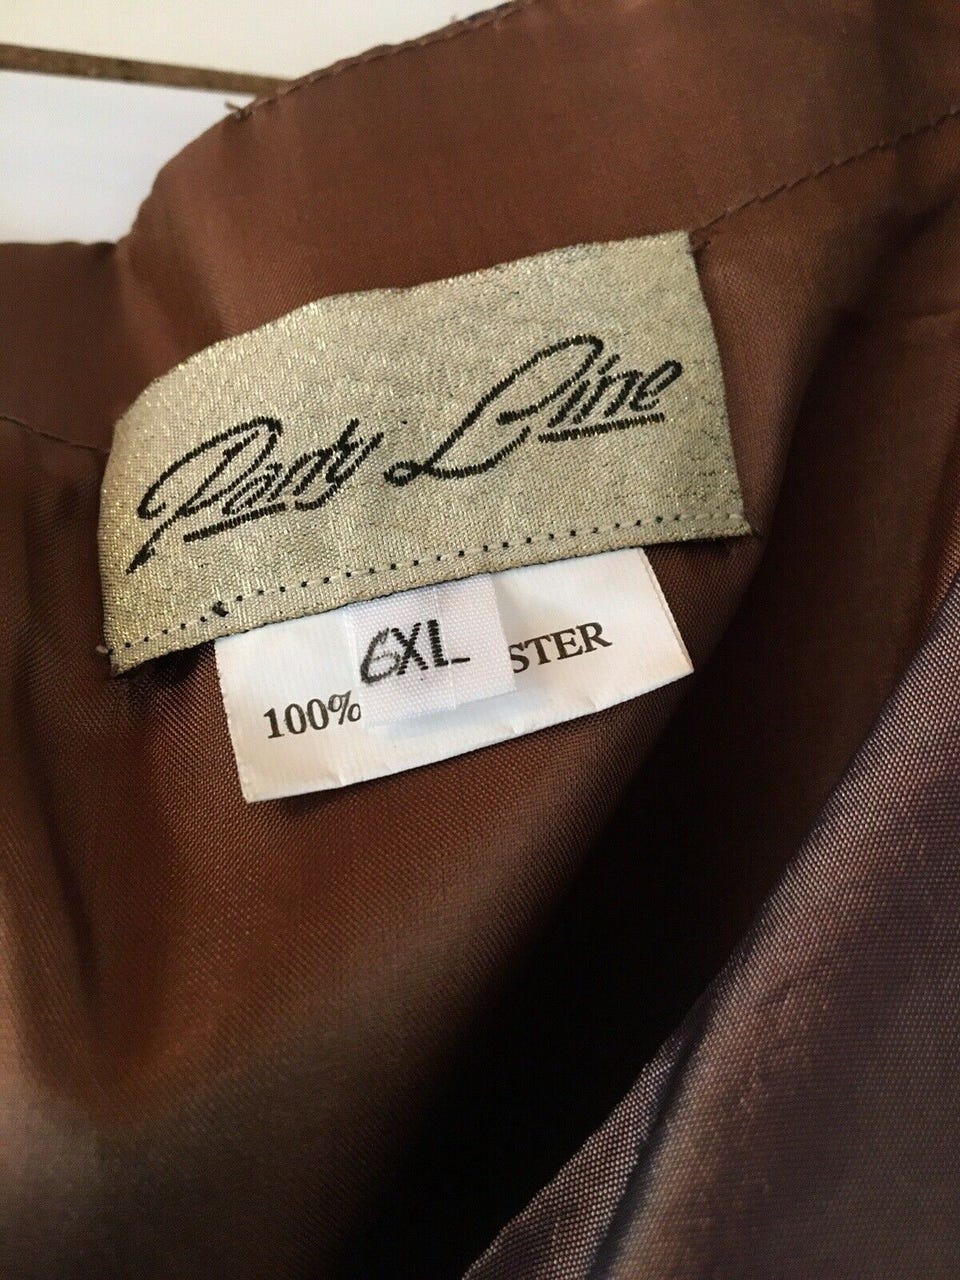 Party Line
6XL
100% STER